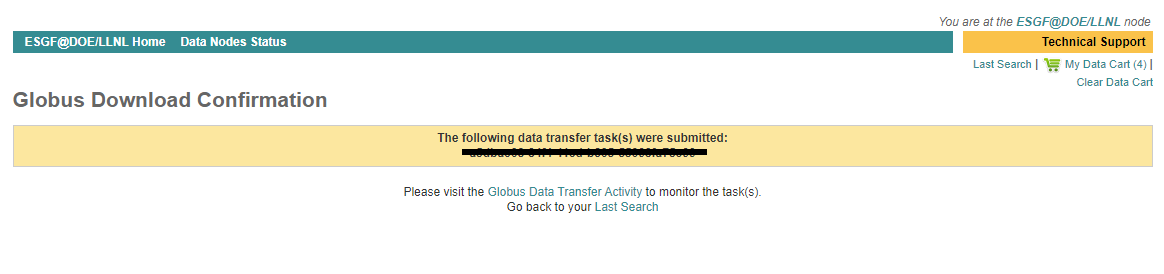 You are at the ESGF@DOE/LLNL node
ESGF@DOE/LLNL Home Data Nodes Status
Technical Support
Last Search | My Data Cart (4) |
Clear Data Cart
Globus Download Confirmation
The following data transfer task(s) were submitted:
Please visit the Globus Data Transfer Activity to monitor the task(s).
Go back to your Last Search